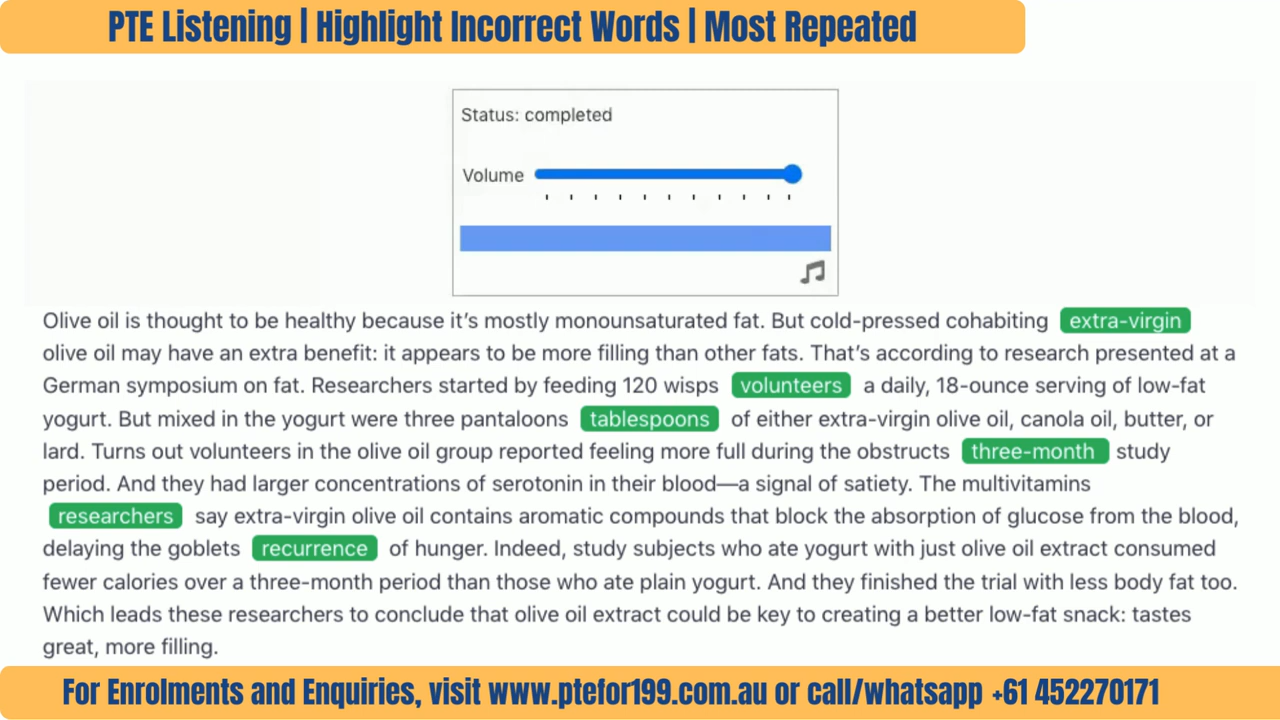 PTE Listening | Highlight Incorrect Words | Most Repeated
Status: completed
Volume
Olive oil is thought to be healthy because it’s mostly monounsaturated fat. But cold-pressed cohabiting extra-virgin
olive oil may have an extra benefit: it appears to be more filling than other fats. That’s according to research presented at a
German symposium on fat. Researchers started by feeding 120 wisps volunteers a daily, 18-ounce serving of low-fat
yogurt. But mixed in the yogurt were three pantaloons tablespoons of either extra-virgin olive oil, canola oil, butter, or
lard. Turns out volunteers in the olive oil group reported feeling more full during the obstructs three-month study
period. And they had larger concentrations of serotonin in their blood—a signal of satiety. The multivitamins
researchers say extra-virgin olive oil contains aromatic compounds that block the absorption of glucose from the blood,
delaying the goblets recurrence of hunger. Indeed, study subjects who ate yogurt with just olive oil extract consumed
fewer calories over a three-month period than those who ate plain yogurt. And they finished the trial with less body fat too.
Which leads these researchers to conclude that olive oil extract could be key to creating a better low-fat snack: tastes
great, more filling.
For Enrolments and Enquiries, visit www.ptefor199.com.au or call/whatsapp +61 452270171